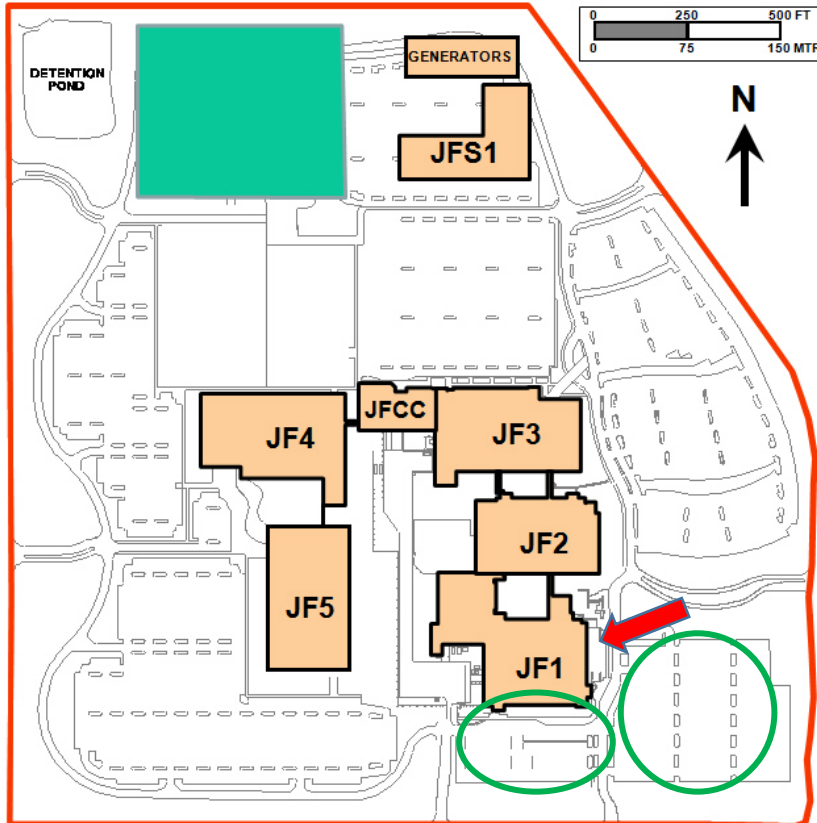 0 250 500 FT
0 75 150 MTR
DETENTION
POND
GENERATORS
JFS1
N
JFCC
JF4
JF3
JF2
JF5
JF1